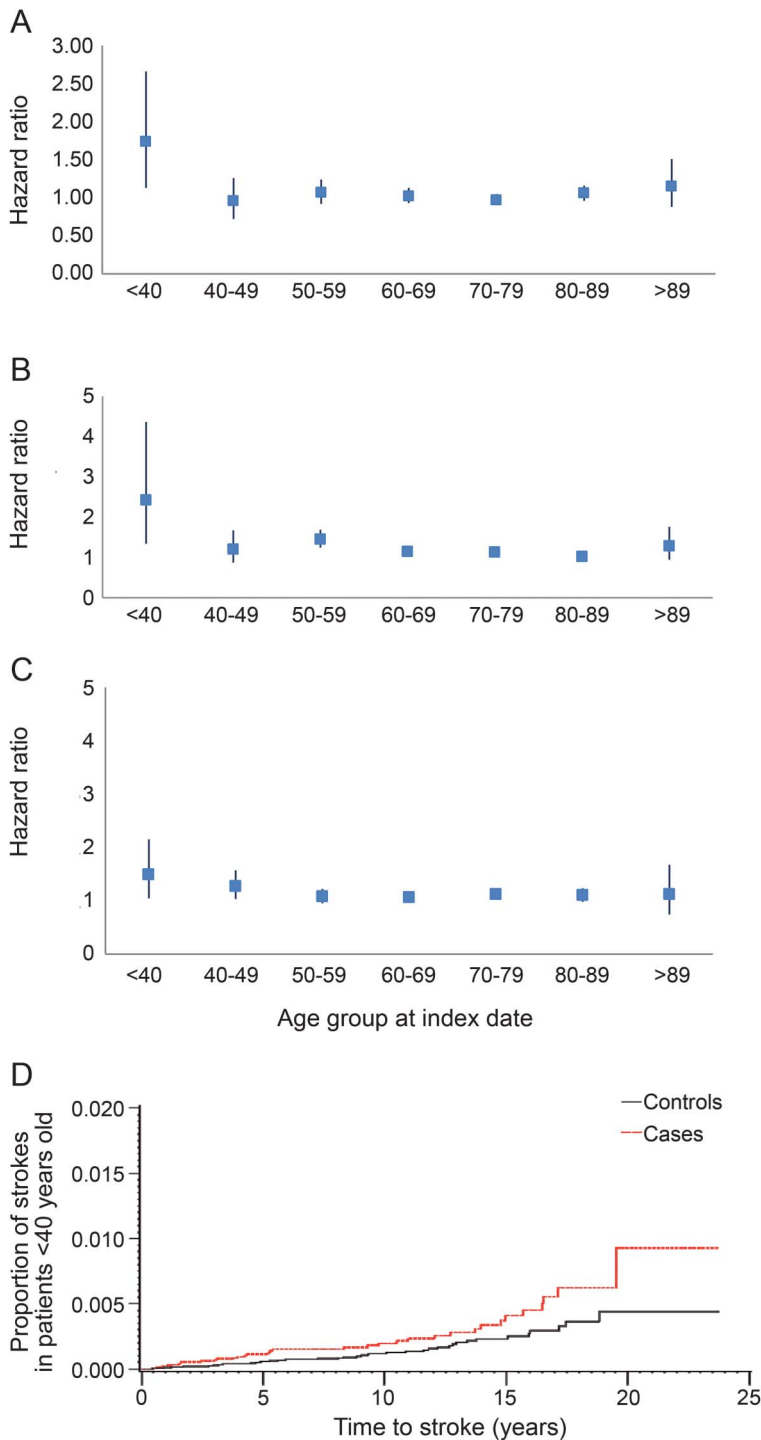 A
Hazard ratio
3.00
2.50
2.00
1.50
1.00
0.50
0.00
<40 40-49 50-59 60-69 70-79 80-89 >89
B
Hazard ratio
5
4
3
2
1
0
<40 40-49 50-59 60-69 70-79 80-89 >89
C
Hazard ratio
5
4
3
2
1
0
<40 40-49 50-59 60-69 70-79 80-89 >89
Age group at index date
D
Proportion of strokes
in patients <40 years old
0.020
0.015
0.010
0.005
0.000
Controls
Cases
0 5 10 15 20 25
Time to stroke (years)